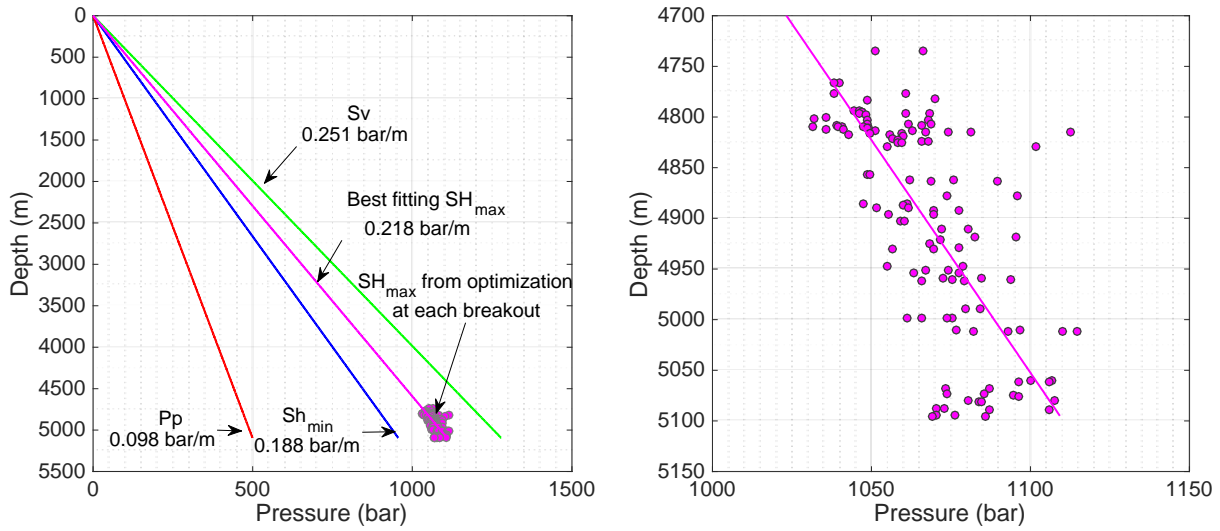 0
500
1000
1500
2000
2500
3000
3500
4000
4500
5000
5500
Depth (m)
0
500
1000
1500
Pressure (bar)
Sv
0.251 bar/m
Best fitting SHmax
0.218 bar/m
SHmax from optimization
at each breakout
Pp
0.098 bar/m
Shmin
0.188 bar/m
4700
4750
4800
4850
4900
4950
5000
5050
5100
5150
Depth (m)
1000
1050
1100
1150
Pressure (bar)